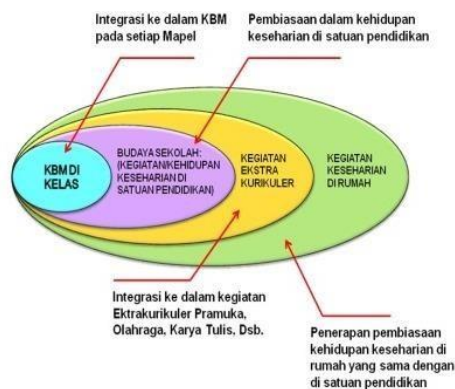 Integrasi ke dalam KBM
pada setiap Mapel
Pembiasaan dalam kehidupan
keseharian di satuan pendidikan
KBM DI
KELAS
BUDAYA SEKOLAH:
(KEGIATAN/KEHIDUPAN
KESEHARIAN DI
SATUAN PENDIDIKAN)
KEGIATAN
EKSTRA
KURIKULER
KEGIATAN
KESEHARIAN
DI RUMAH
Integrasi ke dalam kegiatan
Ektrakurikuler Pramuka,
Olahraga, Karya Tulis, Dsb.
Penerapan pembiasaan
kehidupan keseharian di
rumah yang sama dengan
di satuan pendidikan